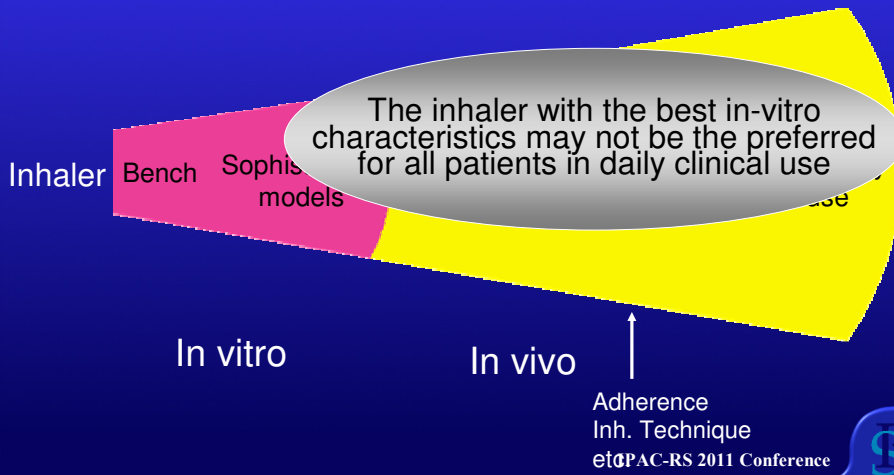 The inhaler with the best in-vitro
characteristics may not be the preferred
for all patients in daily clinical use
Inhaler
Bench
models
In vitro
In vivo
Adherence
Inh. Technique
etc
IPAC-RS 2011 Conference